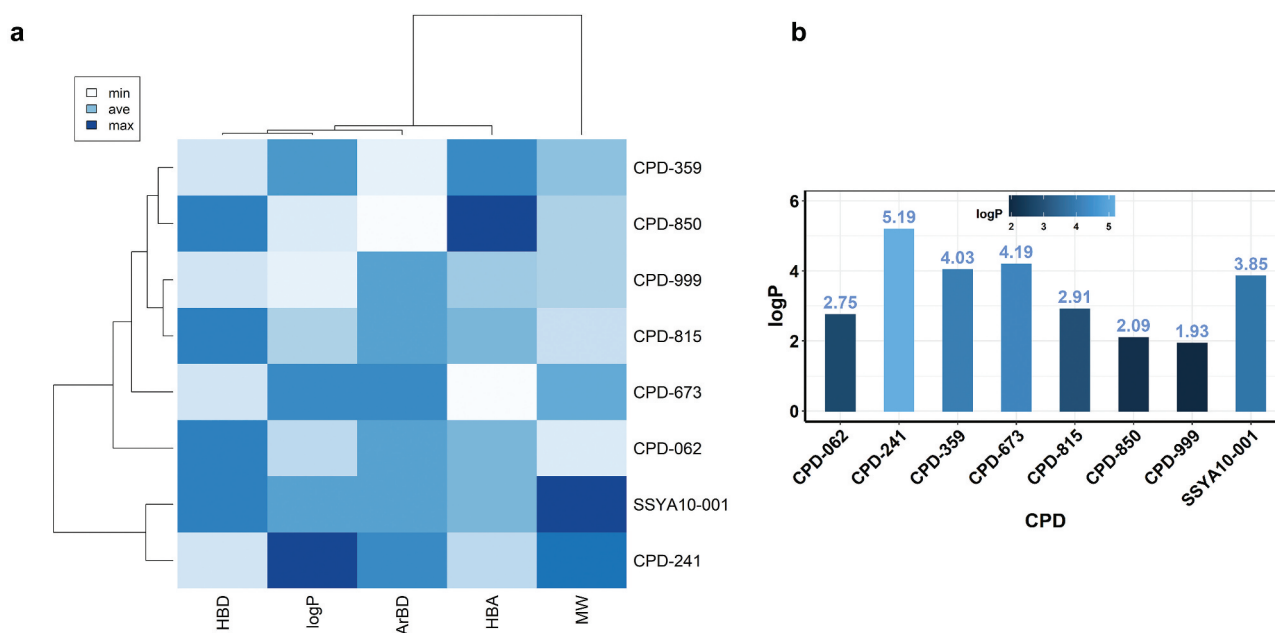 a
min
ave
max
CPD-359
CPD-850
CPD-999
CPD-815
CPD-673
CPD-062
SSYA10-001
CPD-241
HBD
logP
ArBD
HBA
MW
b
logP
2 3 4 5
6
4
2
0
logP
2.75
5.19
4.03
4.19
2.91
2.09
1.93
3.85
CPD-062
CPD-241
CPD-359
CPD-673
CPD-815
CPD-850
CPD-999
SSYA10-001
CPD